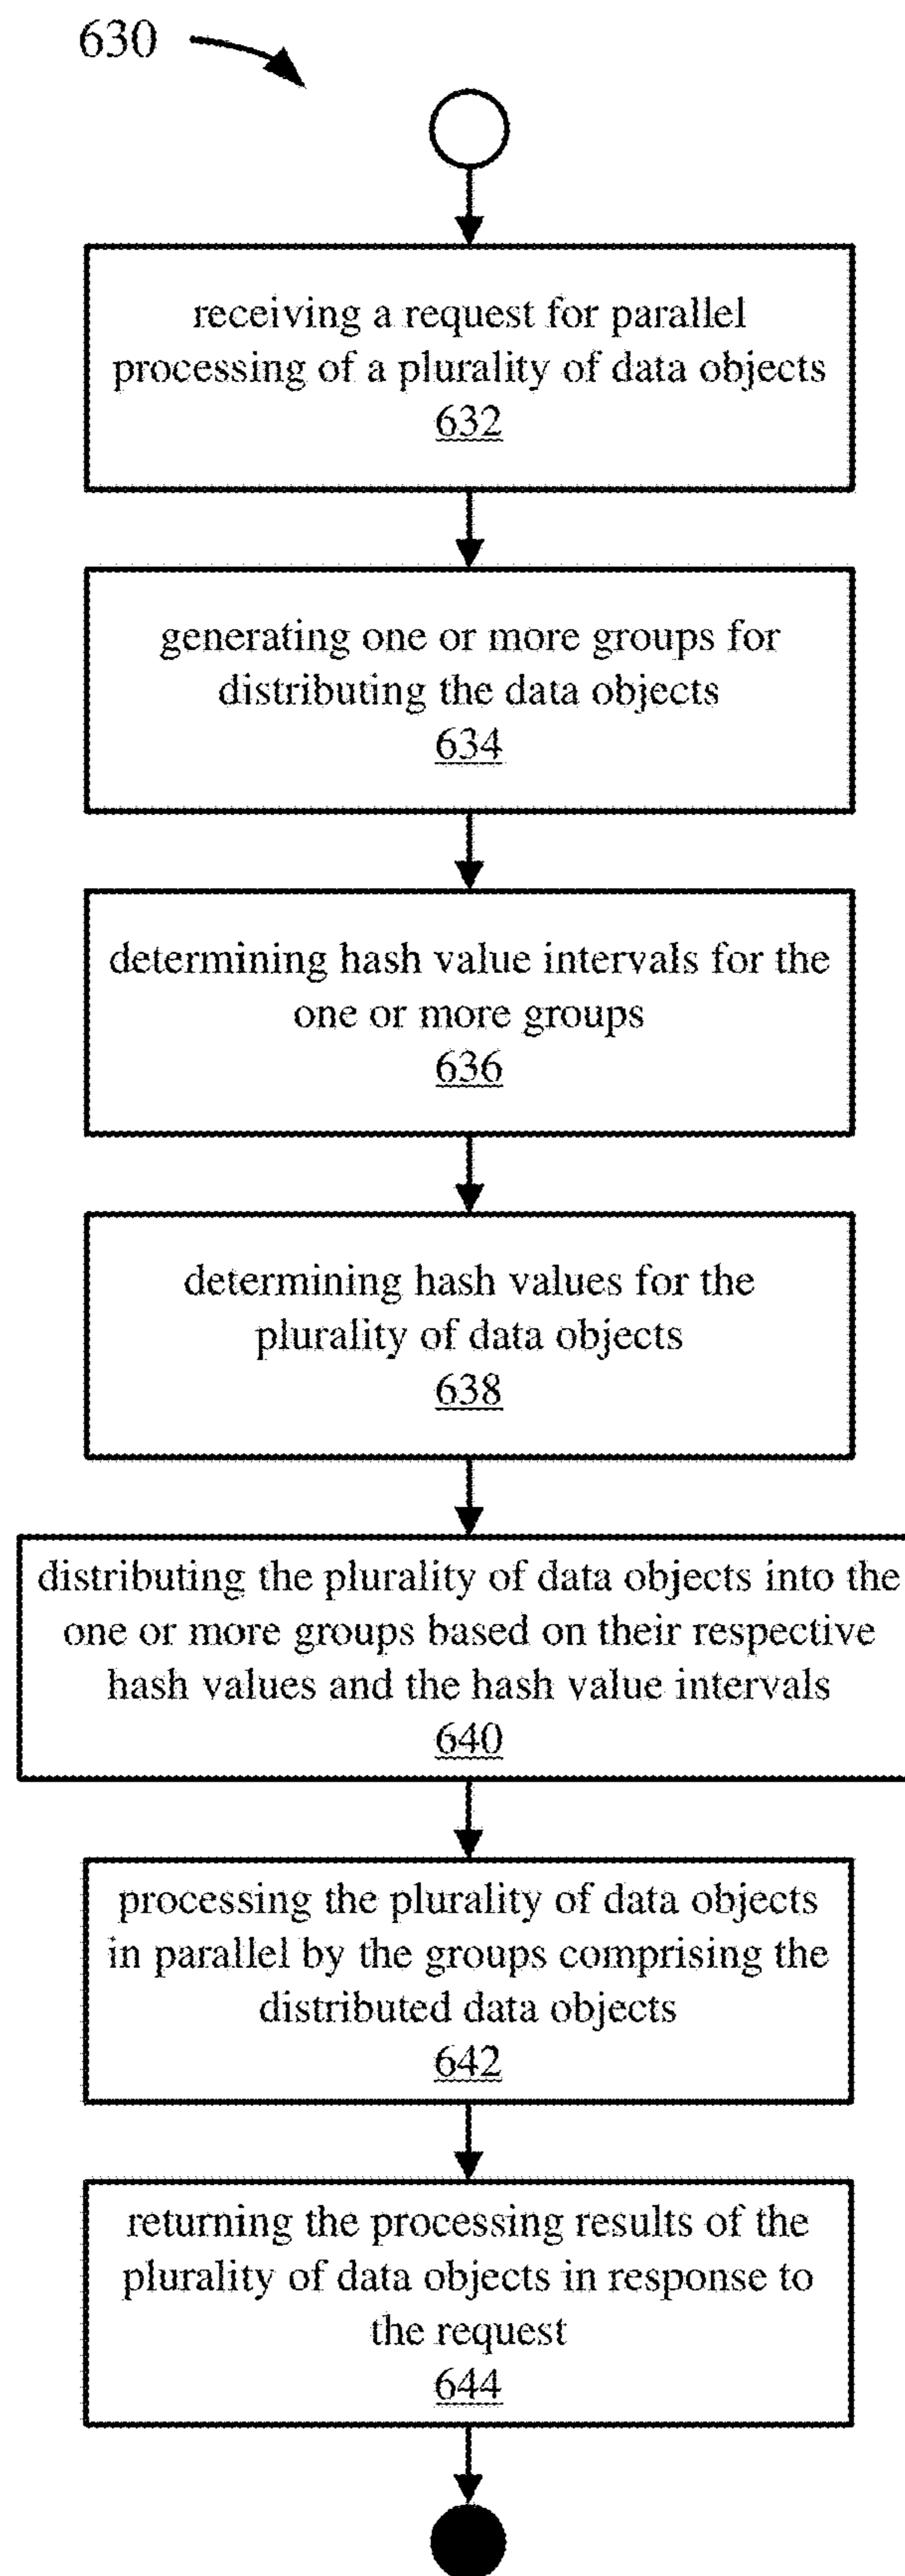 630
receiving a request for parallel
processing of a plurality of data objects
632
generating one or more groups for
distributing the data objects
634
determining hash value intervals for the
one or more groups
636
determining hash values for the
plurality of data objects
638
distributing the plurality of data objects into the
one or more groups based on their respective
hash values and the hash value intervals
640
processing the plurality of data objects
in parallel by the groups comprising the
distributed data objects
642
returning the processing results of the
plurality of data objects in response to
the request
644